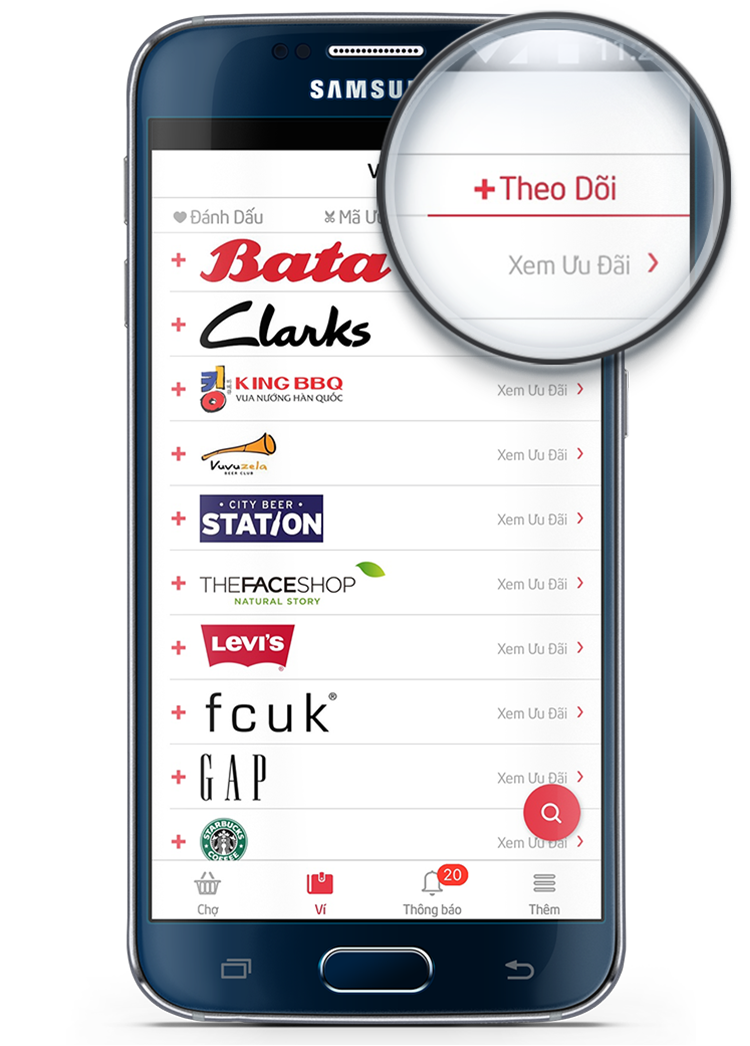 SAMSU
11:2
+Theo Dõi
Xem Ưu Đãi
V
Đánh Dấu
Mã Ư
+ Bata
+ Clarks
+ KING BBQ
VUA NƯỚNG HÀN QUỐC
Xem Ưu Đãi
+ Vuvuzela
BEER CLUB
Xem Ưu Đãi
+ • CITY BEER •
STATION
Xem Ưu Đãi
+ THEFACESHOP
NATURAL STORY
Xem Ưu Đãi
+ LEVI'S®
Xem Ưu Đãi
+ fcuk®
Xem Ưu Đãi
+ GAP
Xem Ưu Đãi
+ STARBUCKS
COFFEE
Xem Ưu Đãi
20
Chợ
Ví
Thông báo
Thêm